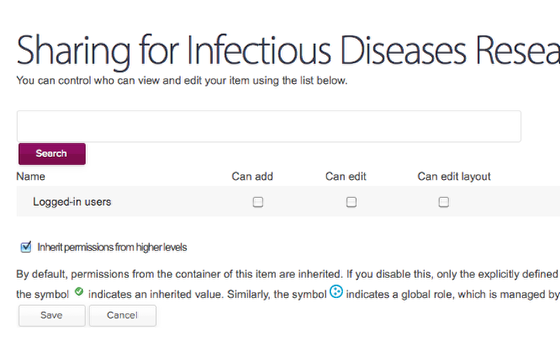 Sharing for Infectious Diseases
You can control who can view and edit your item using the list below.
Search
Name Can add Can edit Can edit layout
Logged-in users
Inherit permissions from higher levels
By default, permissions from the container of this item are inherited. If you disable this, only the explicitly defined
the symbol indicates an inherited value. Similarly, the symbol indicates a global role, which is managed by
Save Cancel